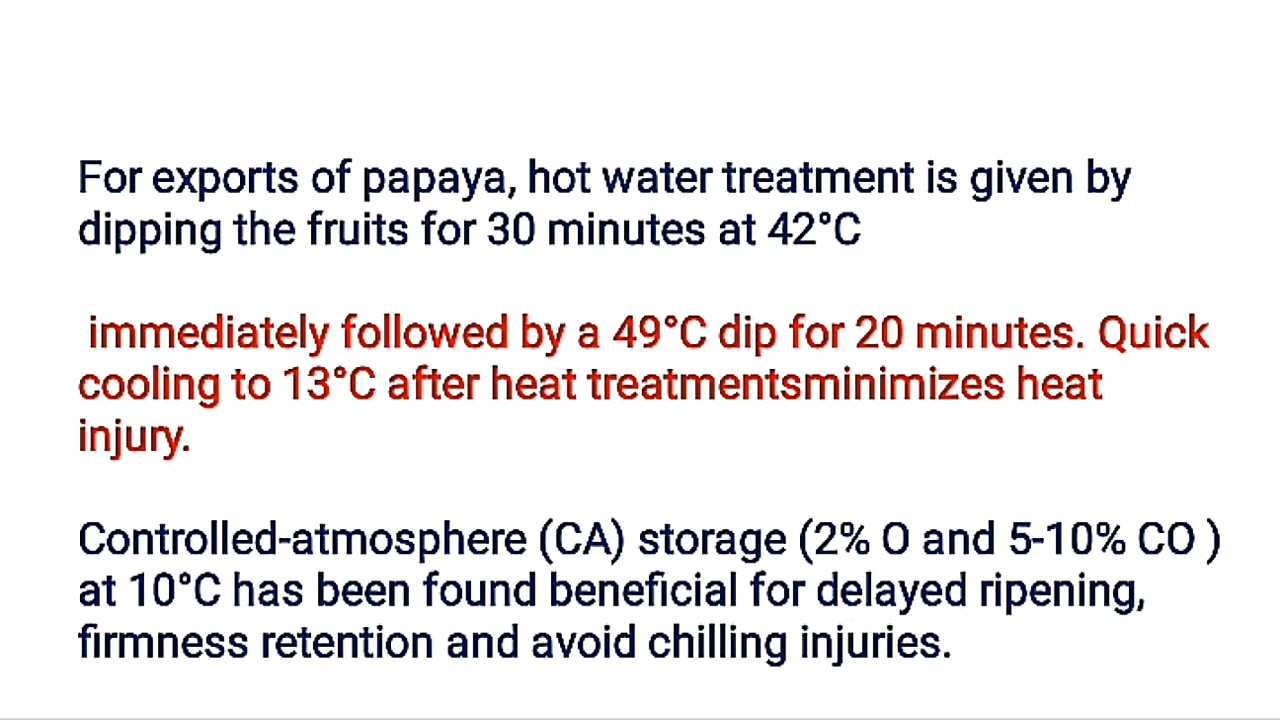 For exports of papaya, hot water treatment is given by
dipping the fruits for 30 minutes at 42°C
immediately followed by a 49°C dip for 20 minutes. Quick
cooling to 13°C after heat treatmentsminimizes heat
injury.
Controlled-atmosphere (CA) storage (2% O and 5-10% CO )
at 10°C has been found beneficial for delayed ripening,
firmness retention and avoid chilling injuries.